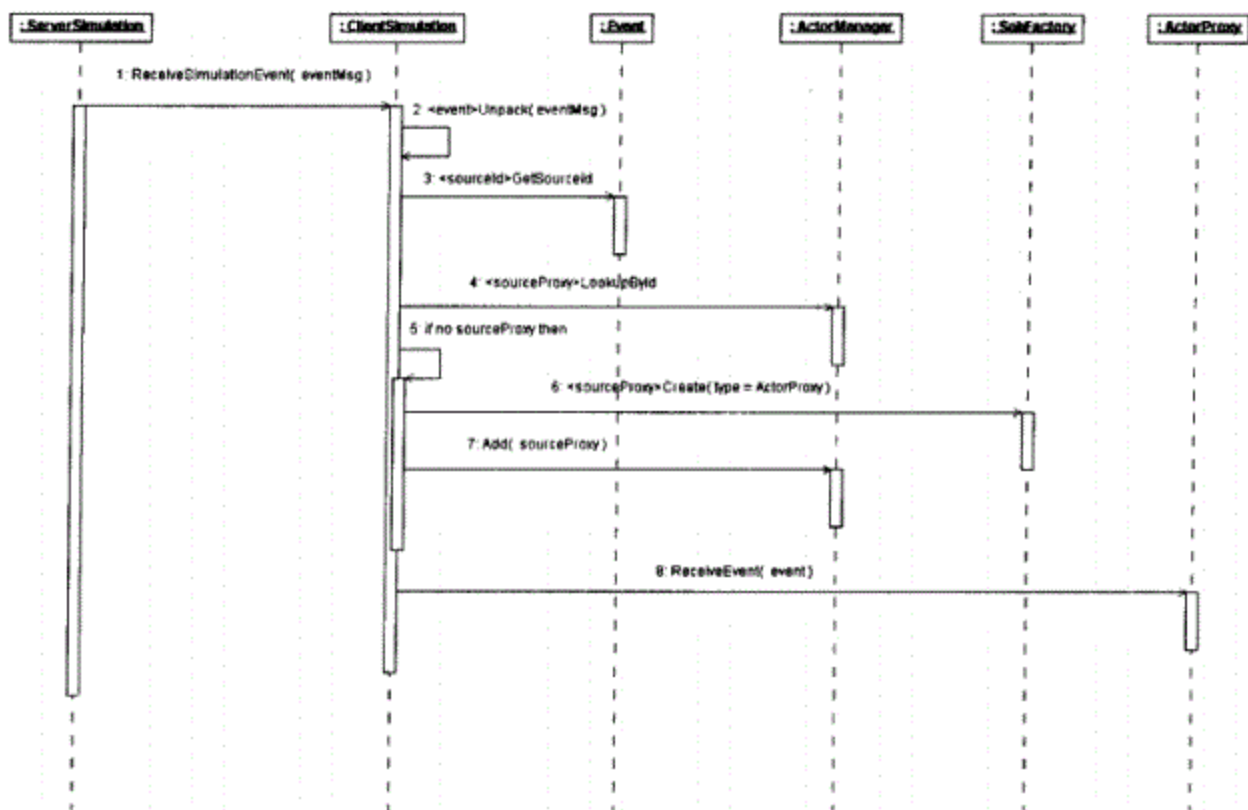 : ServerSimulation
: ClientSimulation
: Event
: ActorManager
: SobFactory
: ActorProxy
1: ReceiveSimulationEvent( eventMsg )
2: <event>Unpack( eventMsg )
3: <sourceId>GetSourceId
4: <sourceProxy>LookupById
5: if no sourceProxy then
6: <sourceProxy>Create( type = ActorProxy )
7: Add( sourceProxy )
8: ReceiveEvent( event )